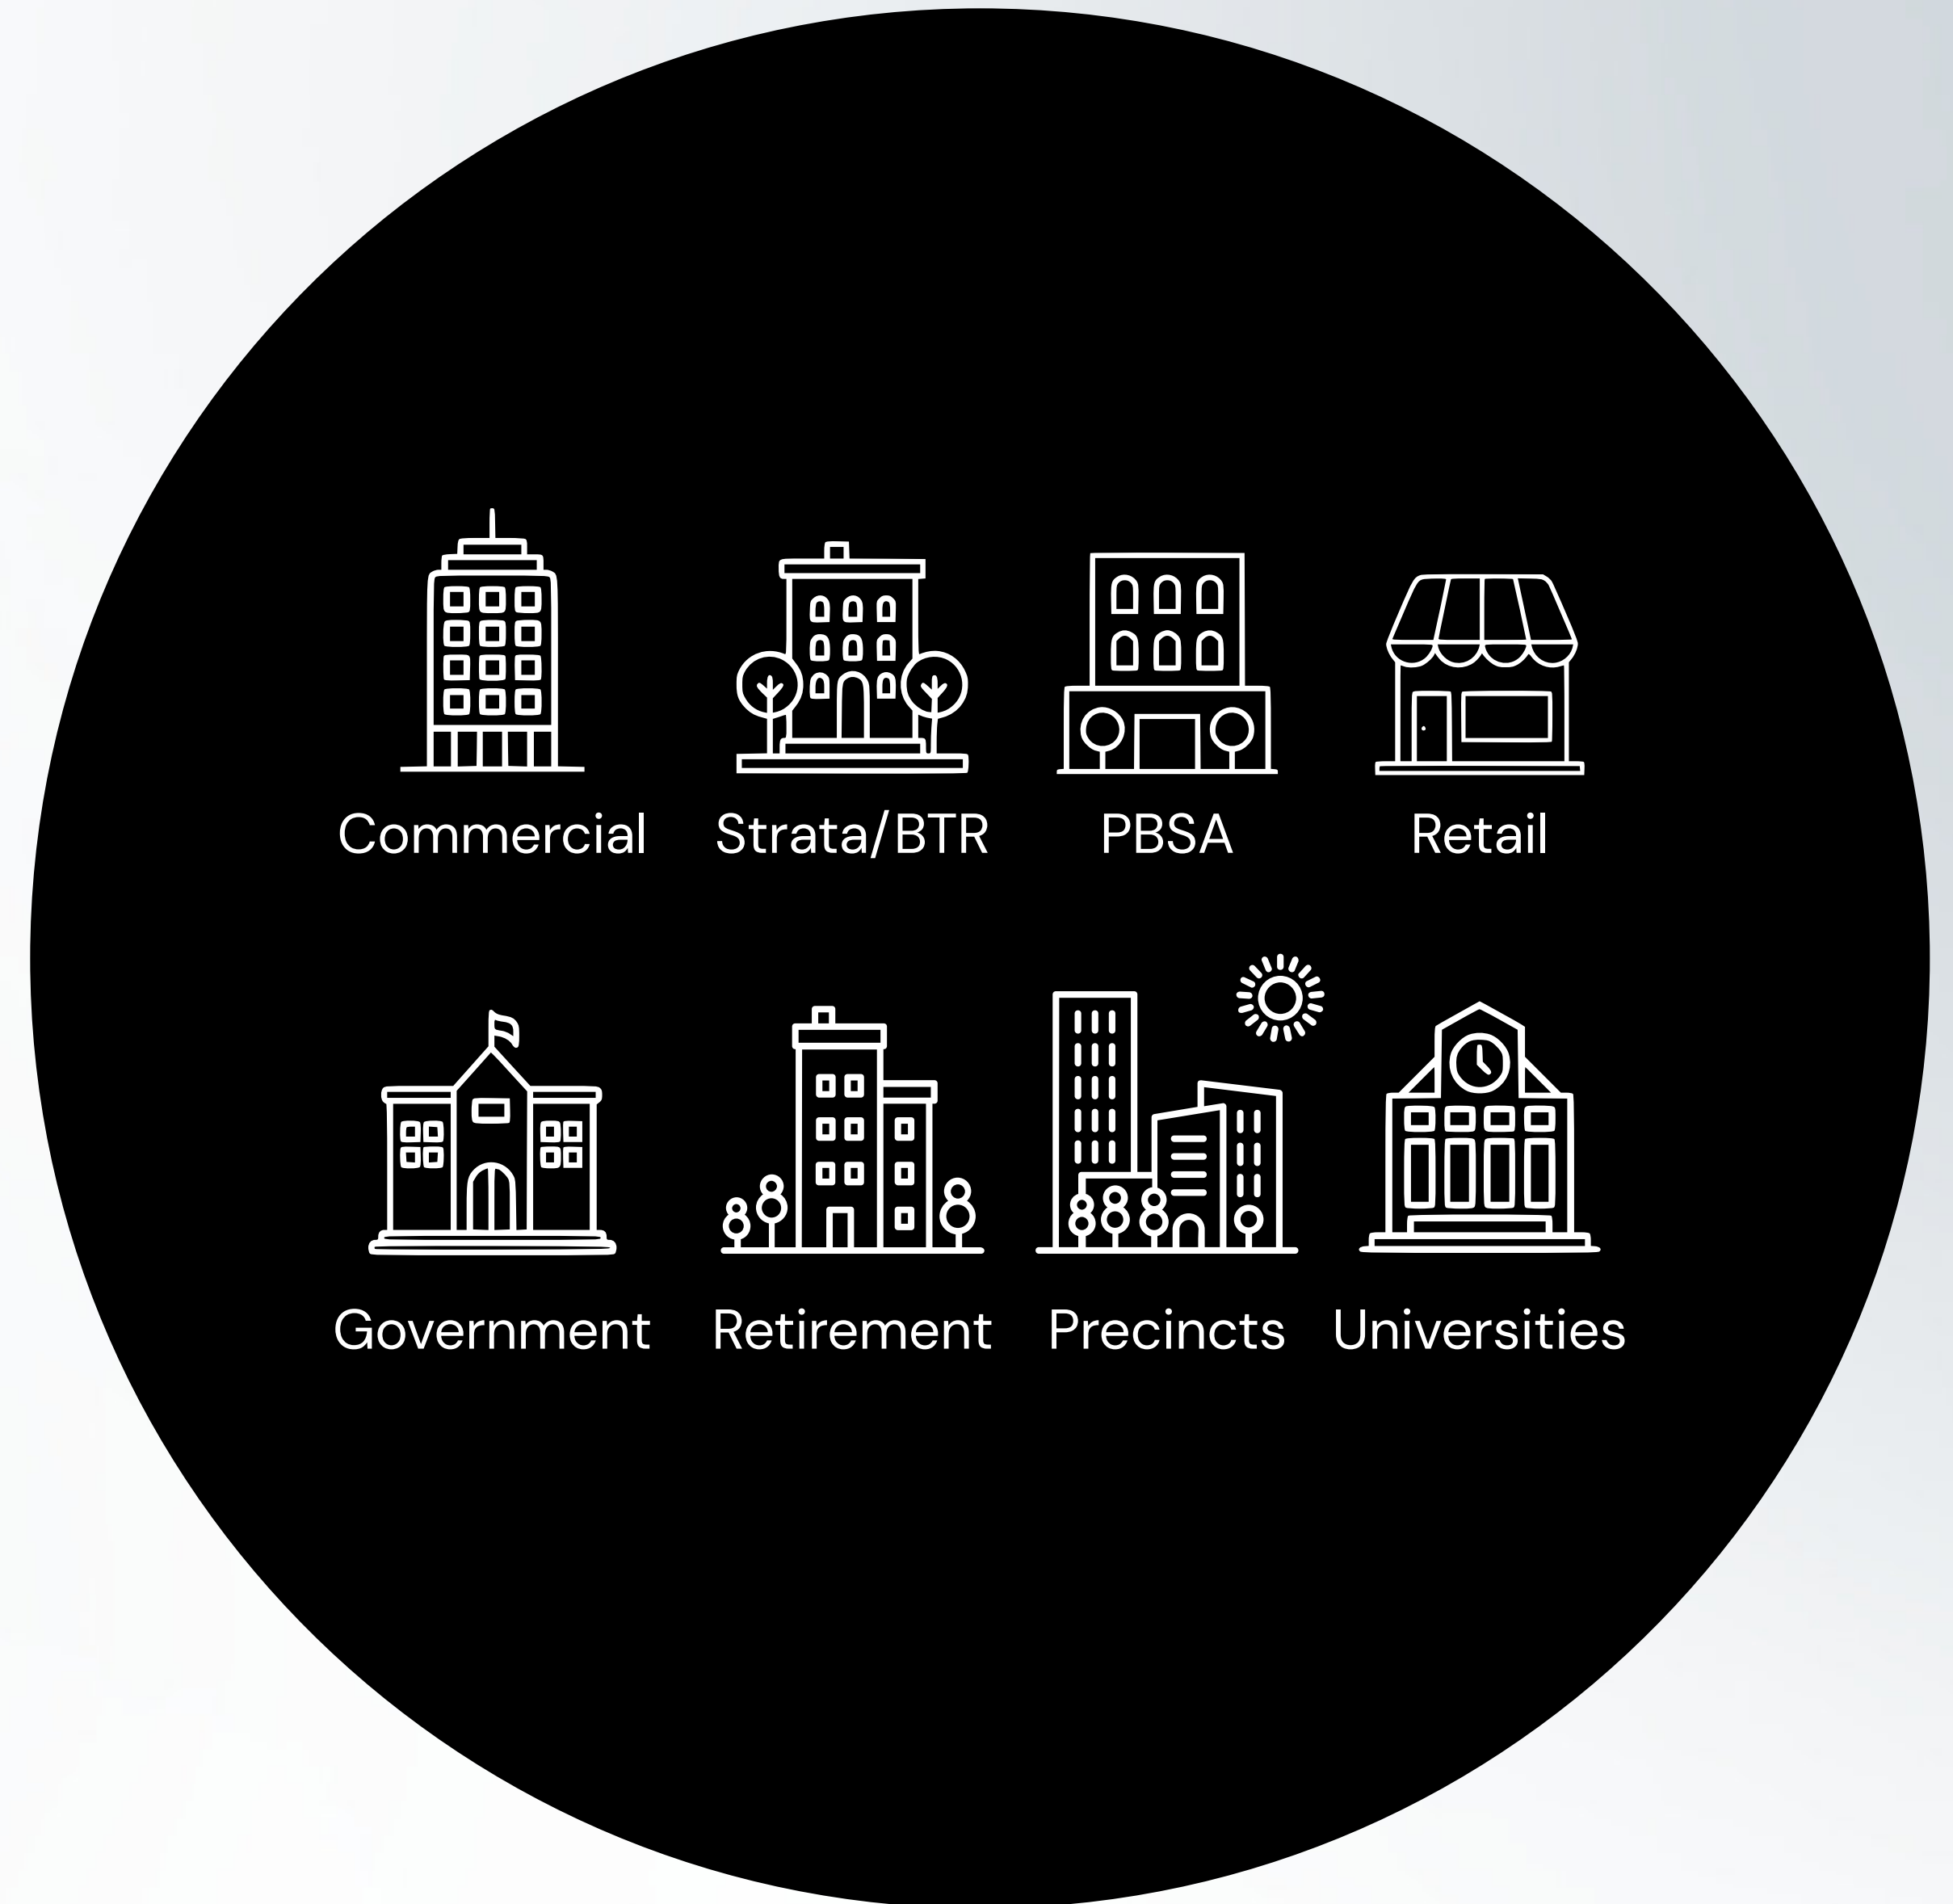 Commercial
Strata/BTR
PBSA
Retail
Government
Retirement
Precincts
Universities